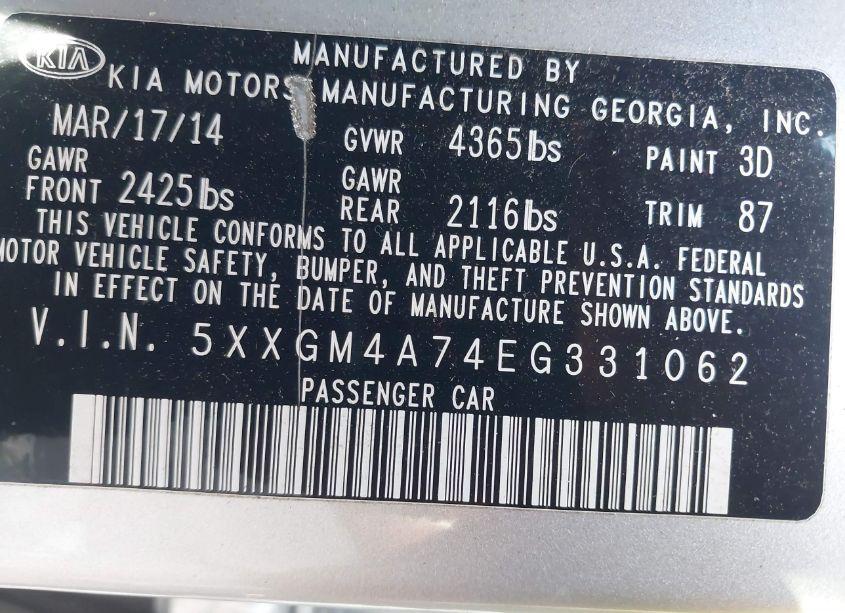 KIA
MANUFACTURED BY
KIA MOTORS MANUFACTURING GEORGIA, INC.
MAR/17/14 GVWR 4365lbs PAINT 3D
GAWR FRONT 2425lbs GAWR REAR 2116lbs TRIM 87
THIS VEHICLE CONFORMS TO ALL APPLICABLE U.S.A. FEDERAL
MOTOR VEHICLE SAFETY, BUMPER, AND THEFT PREVENTION STANDARDS
IN EFFECT ON THE DATE OF MANUFACTURE SHOWN ABOVE.
V.I.N. 5XXGM4A74EG331062
PASSENGER CAR